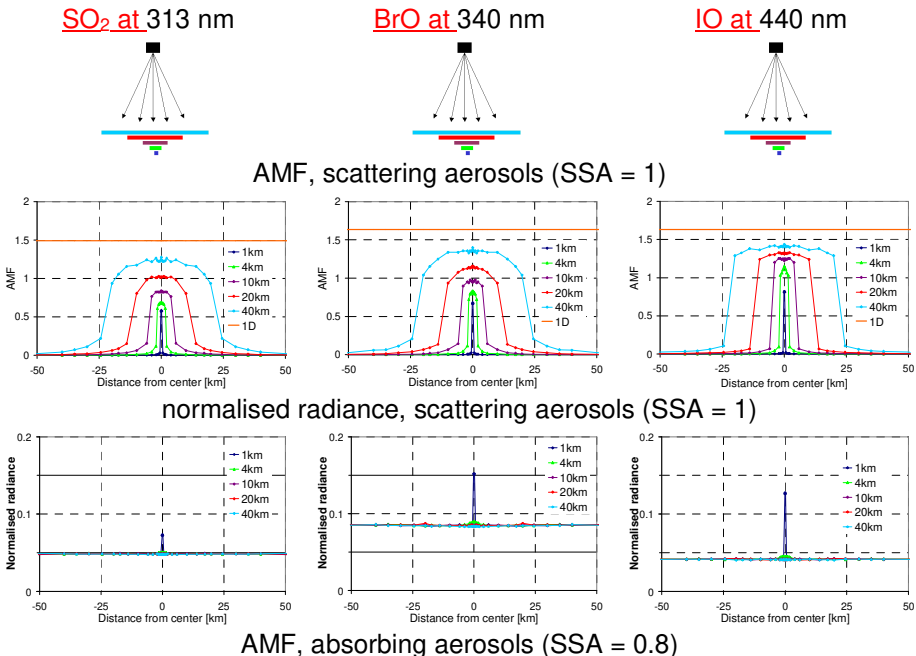 SO₂ at 313 nm
BrO at 340 nm
IO at 440 nm
AMF, scattering aerosols (SSA = 1)
2
1.5
1
0.5
0
AMF
-50 -25 0 25 50
Distance from center [km]
1km
4km
10km
20km
40km
1D
2
1.5
1
0.5
0
AMF
-50 -25 0 25 50
Distance from center [km]
1km
4km
10km
20km
40km
1D
2
1.5
1
0.5
0
AMF
-50 -25 0 25 50
Distance from center [km]
1km
4km
10km
20km
40km
1D
normalised radiance, scattering aerosols (SSA = 1)
0.2
0.1
0
Normalised radiance
-50 -25 0 25 50
Distance from center [km]
1km
4km
10km
20km
40km
0.2
0.1
0
Normalised radiance
-50 -25 0 25 50
Distance from center [km]
1km
4km
10km
20km
40km
0.2
0.1
0
Normalised radiance
-50 -25 0 25 50
Distance from center [km]
1km
4km
10km
20km
40km
AMF, absorbing aerosols (SSA = 0.8)